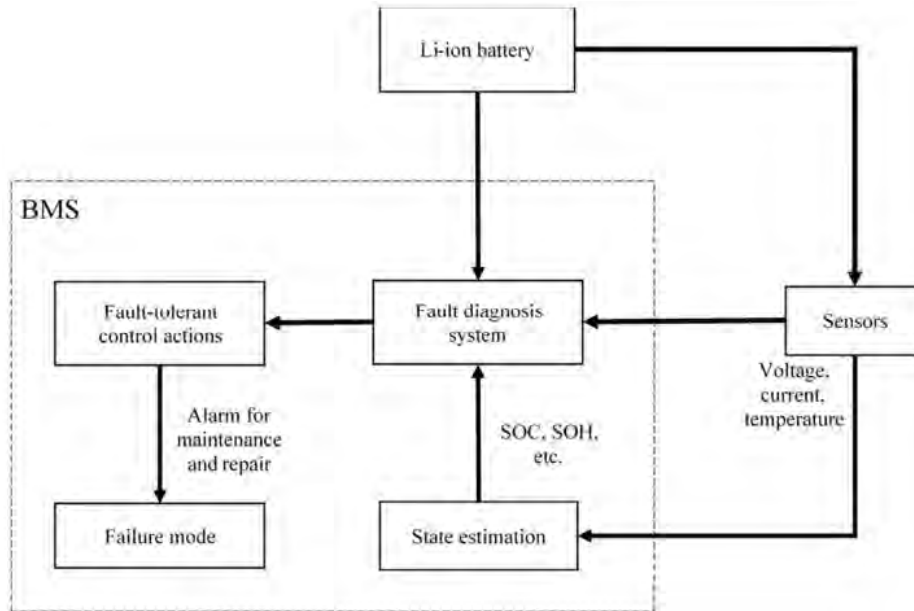 Li-ion battery
BMS
Fault-tolerant
control actions
Fault diagnosis
system
Sensors
Voltage,
current,
temperature
Alarm for
maintenance
and repair
SOC, SOH,
etc.
Failure mode
State estimation